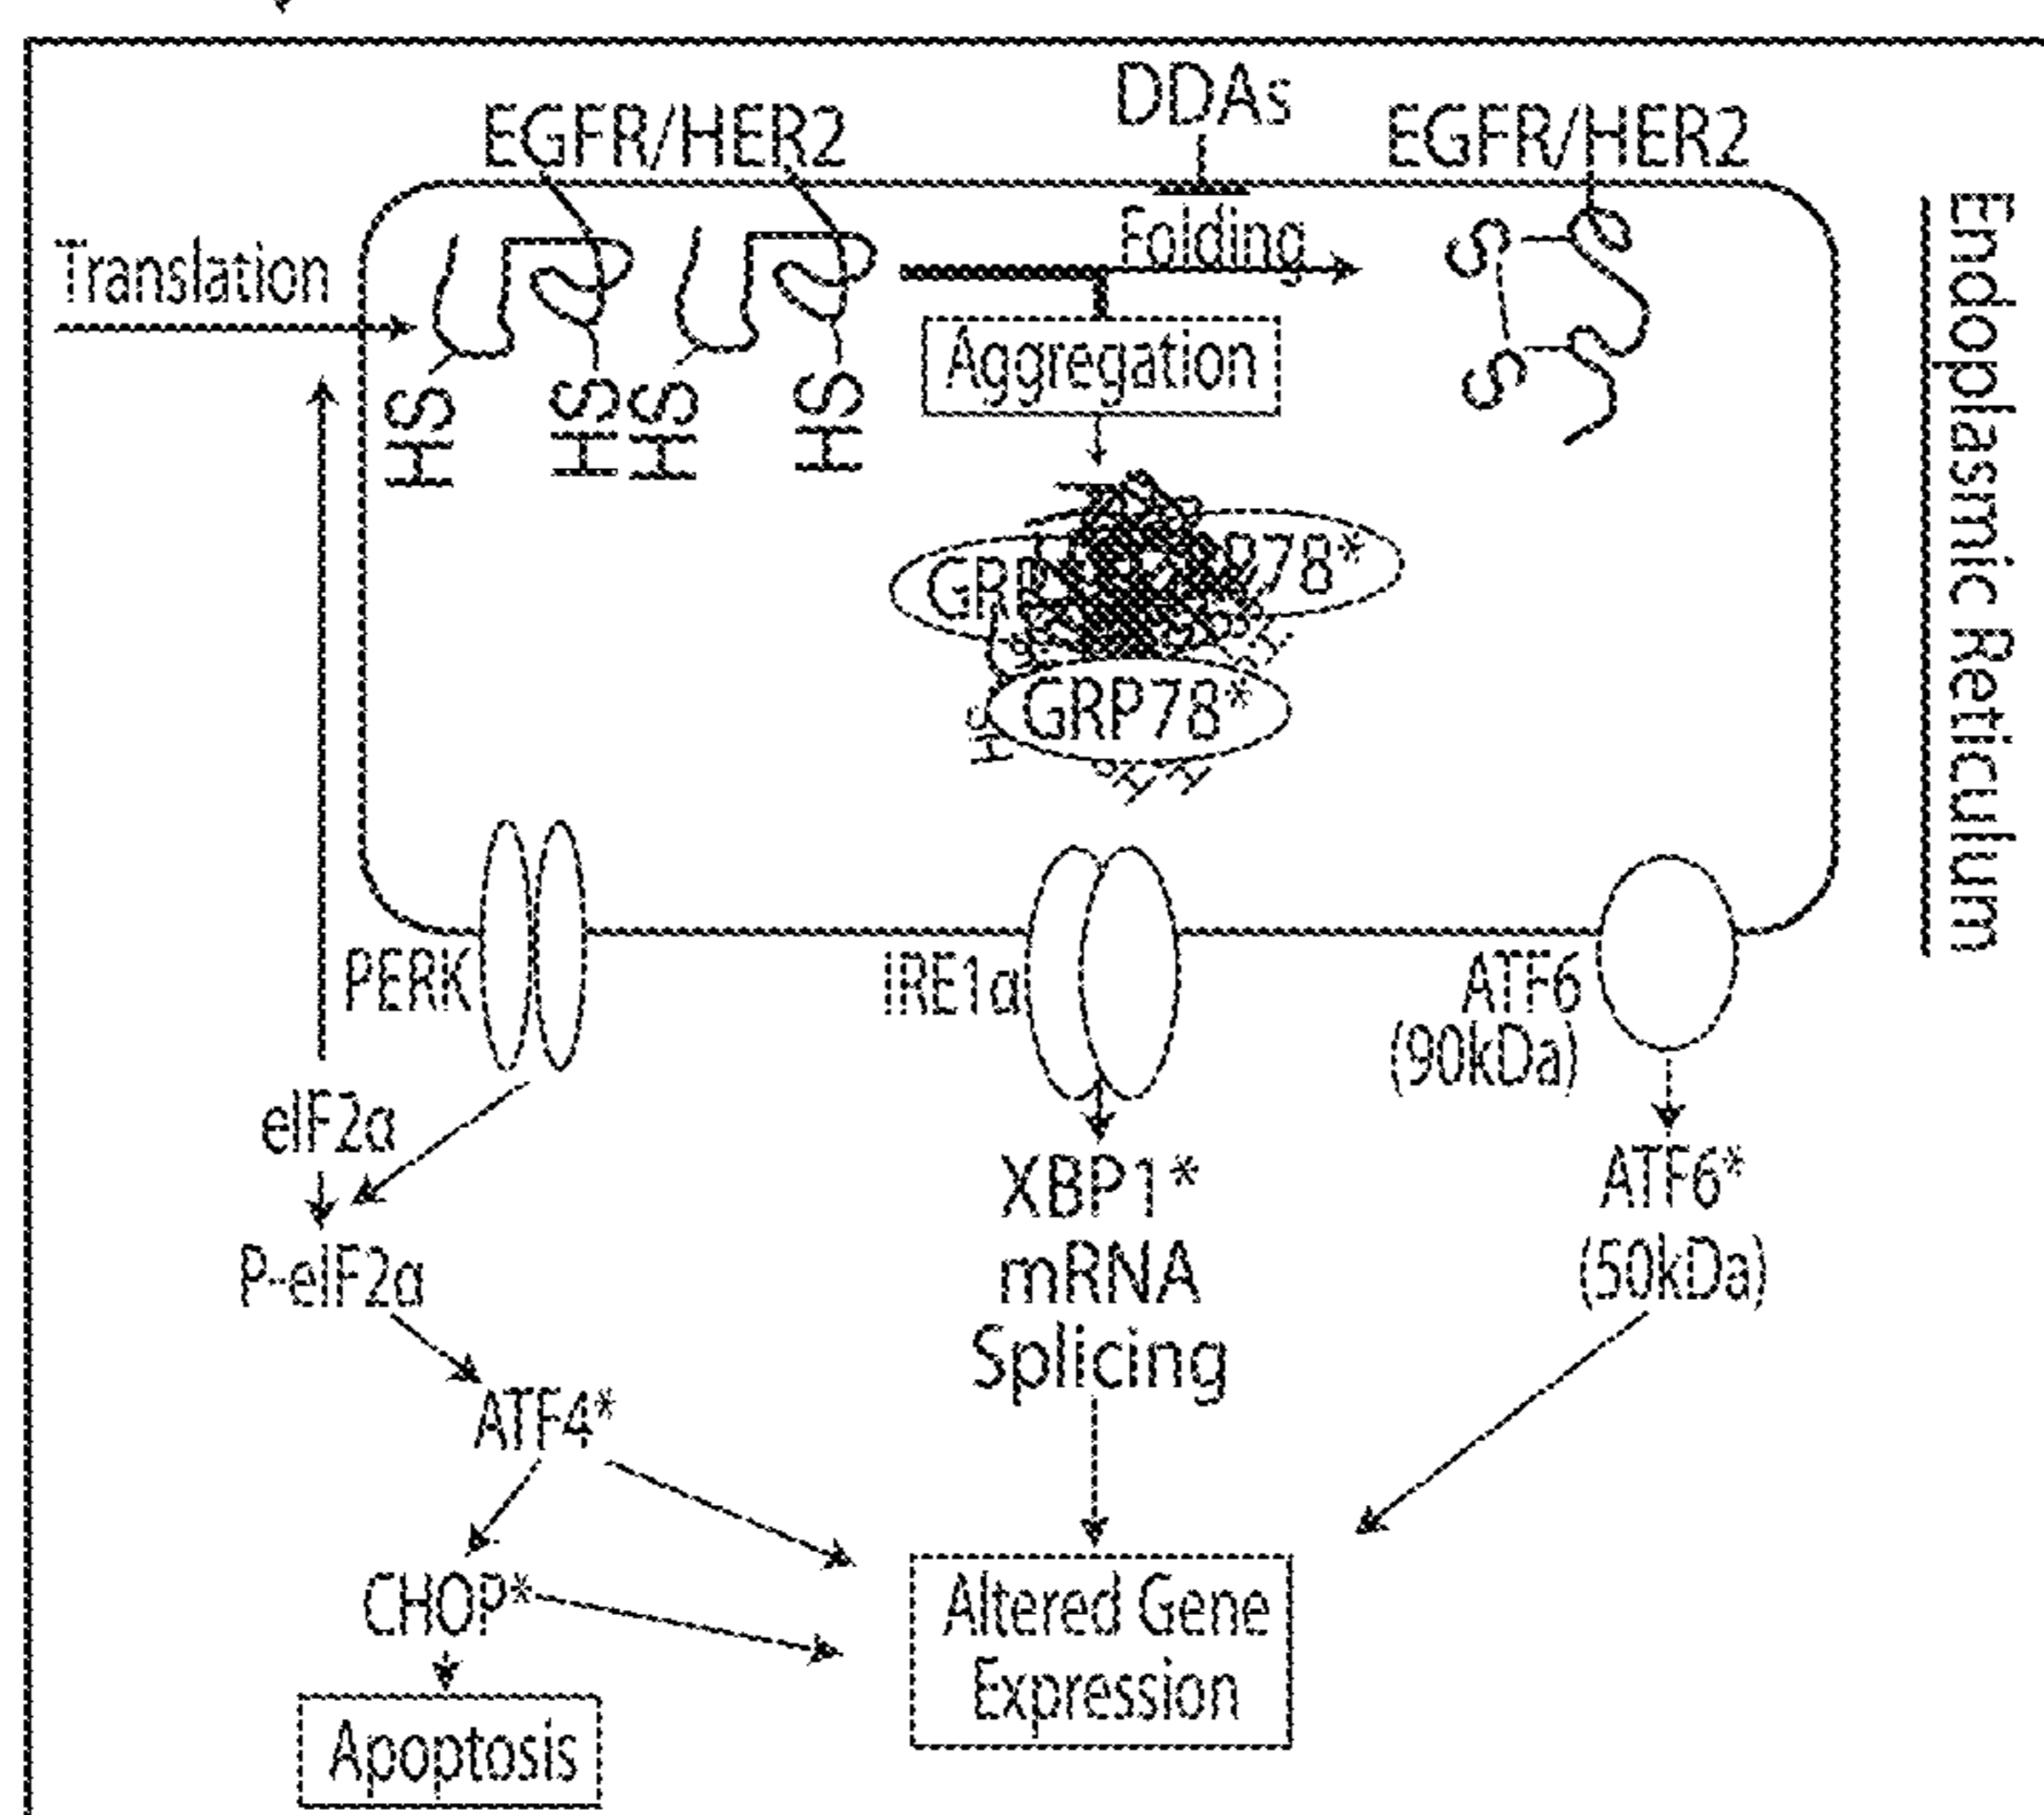 DDAs
EGFR/HER2
EGFR/HER2
Translation
Folding
Aggregation
HS
HS
HS
HS
S
S
P78*
GRP78*
Endoplasmic Reticulum
PERK
IRE1α
ATF6
(90kDa)
eIF2α
P-eIF2α
XBP1*
mRNA
Splicing
ATF6*
(50kDa)
ATF4*
CHOP*
Altered Gene
Expression
Apoptosis